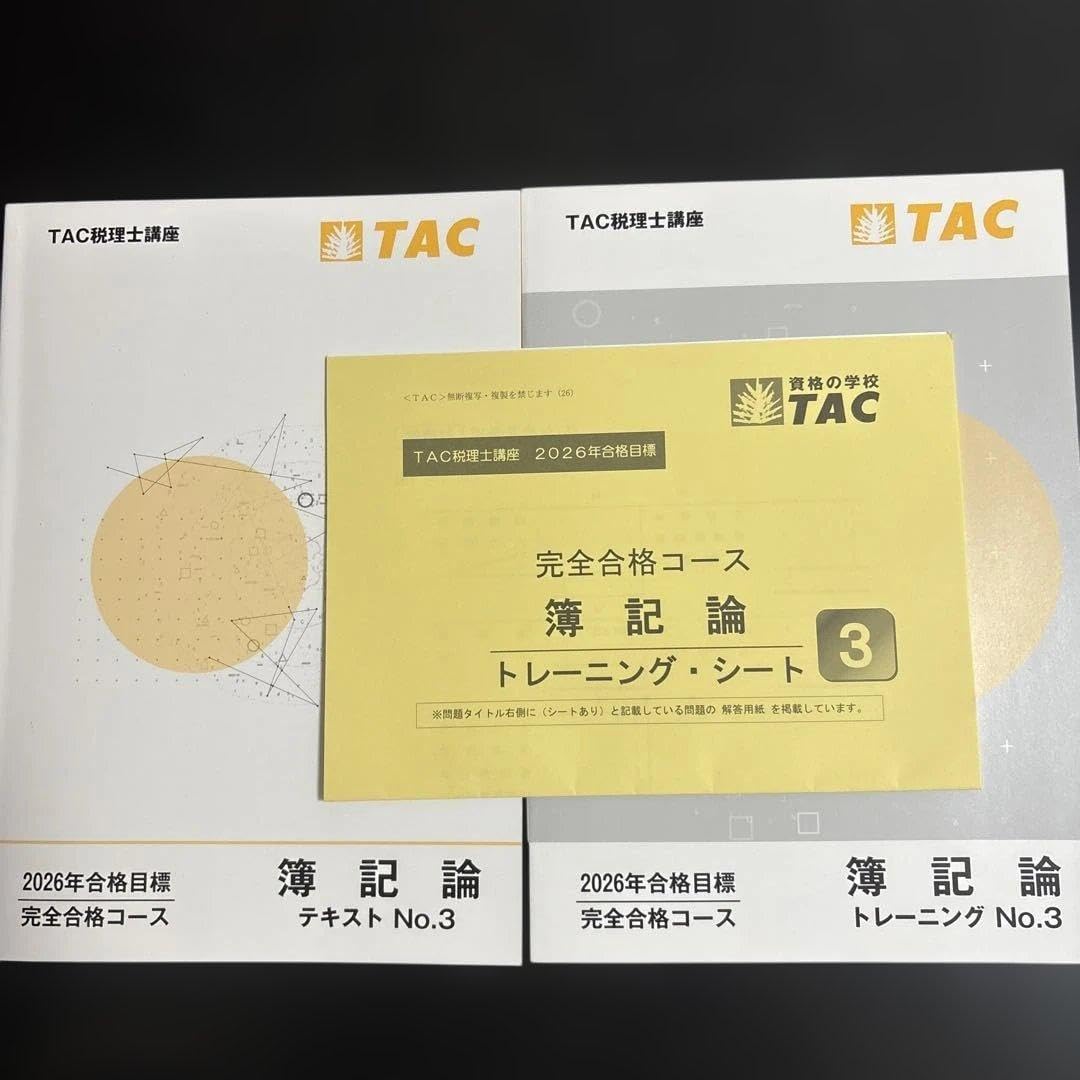 TAC税理士講座
TAC
2026年合格目標
完全合格コース
簿記論
テキスト No.3
TAC税理士講座
TAC
2026年合格目標
完全合格コース
簿記論
トレーニング No.3
<TAC>無断複写・複製を禁じます (26)
資格の学校
TAC
TAC税理士講座 2026年合格目標
完全合格コース
簿記論
トレーニング・シート
3
※問題タイトル右側に(シートあり)と記載している問題の 解答用紙 を掲載しています。